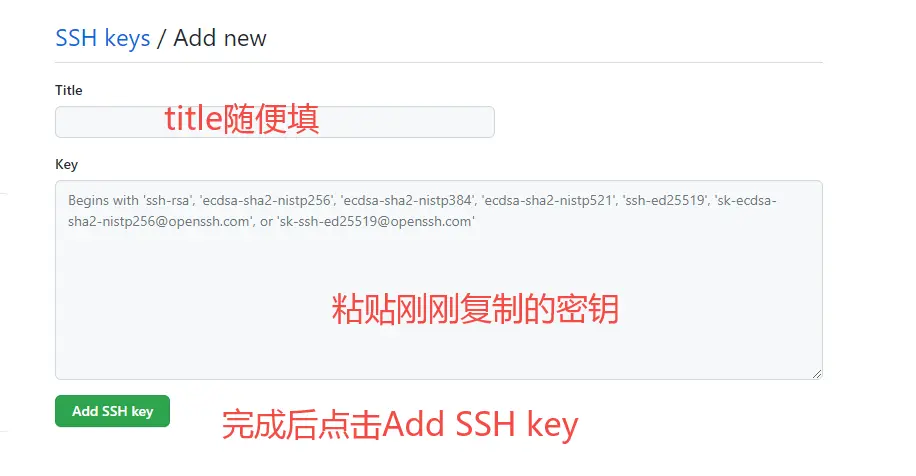 SSH keys / Add new
Title
title随便填
Key
Begins with 'ssh-rsa', 'ecdsa-sha2-nistp256', 'ecdsa-sha2-nistp384', 'ecdsa-sha2-nistp521', 'ssh-ed25519', 'sk-ecdsa-
sha2-nistp256@openssh.com', or 'sk-ssh-ed25519@openssh.com'
粘贴刚刚复制的密钥
Add SSH key
完成后点击Add SSH key